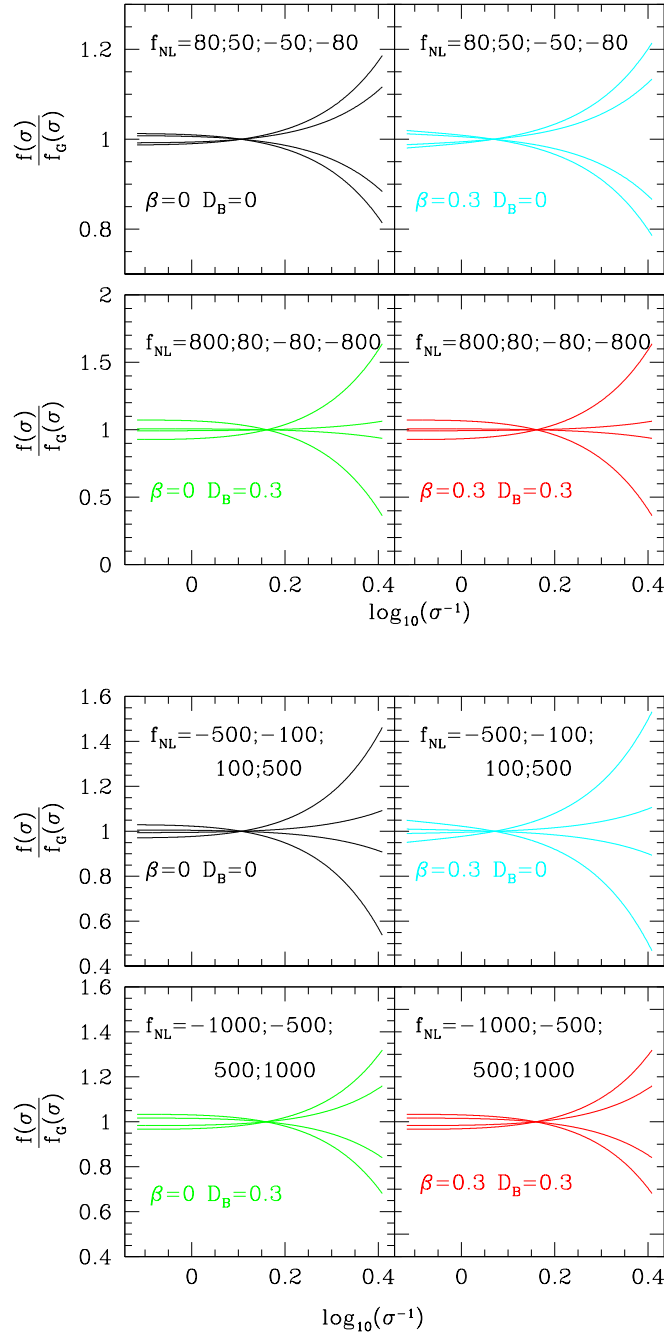 1.2
1
0.8
f(σ)
f_G(σ)
f_NL=80;50;−50;−80
β=0 D_B=0
f_NL=80;50;−50;−80
β=0.3 D_B=0
2
1.5
1
0.5
0
f(σ)
f_G(σ)
f_NL=800;80;−80;−800
β=0 D_B=0.3
f_NL=800;80;−80;−800
β=0.3 D_B=0.3
0 0.2 0.4 0 0.2 0.4
log₁₀(σ⁻¹)
1.6
1.4
1.2
1
0.8
0.6
0.4
f(σ)
f_G(σ)
f_NL=−500;−100;
100;500
β=0 D_B=0
f_NL=−500;−100;
100;500
β=0.3 D_B=0
1.6
1.4
1.2
1
0.8
0.6
0.4
f(σ)
f_G(σ)
f_NL=−1000;−500;
500;1000
β=0 D_B=0.3
f_NL=−1000;−500;
500;1000
β=0.3 D_B=0.3
0 0.2 0.4 0 0.2 0.4
log₁₀(σ⁻¹)